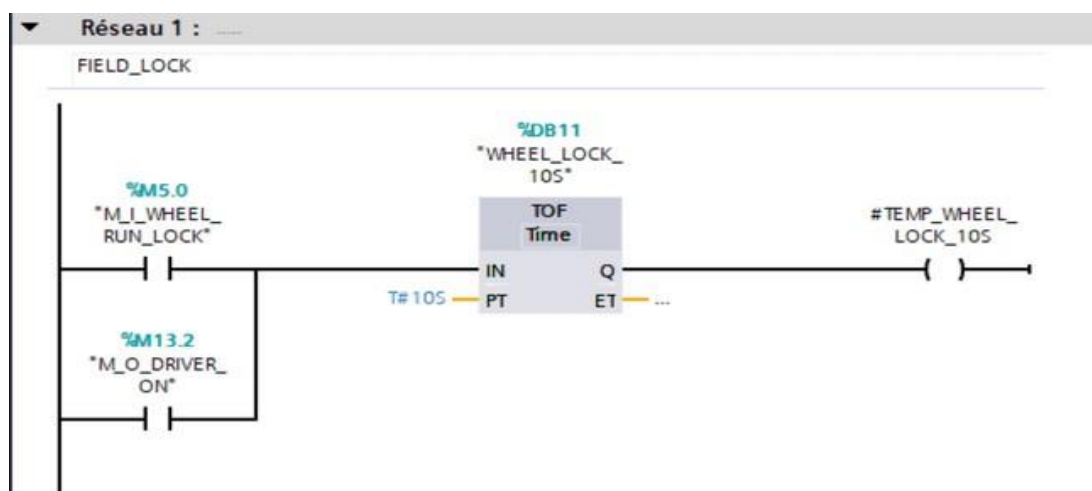 Réseau 1 : .....
FIELD_LOCK
%DB11
"WHEEL_LOCK_
10S"
%M5.0
"M_I_WHEEL_
RUN_LOCK"
TOF
Time
#TEMP_WHEEL_
LOCK_10S
IN Q
T#10S PT ET ...
%M13.2
"M_O_DRIVER_
ON"